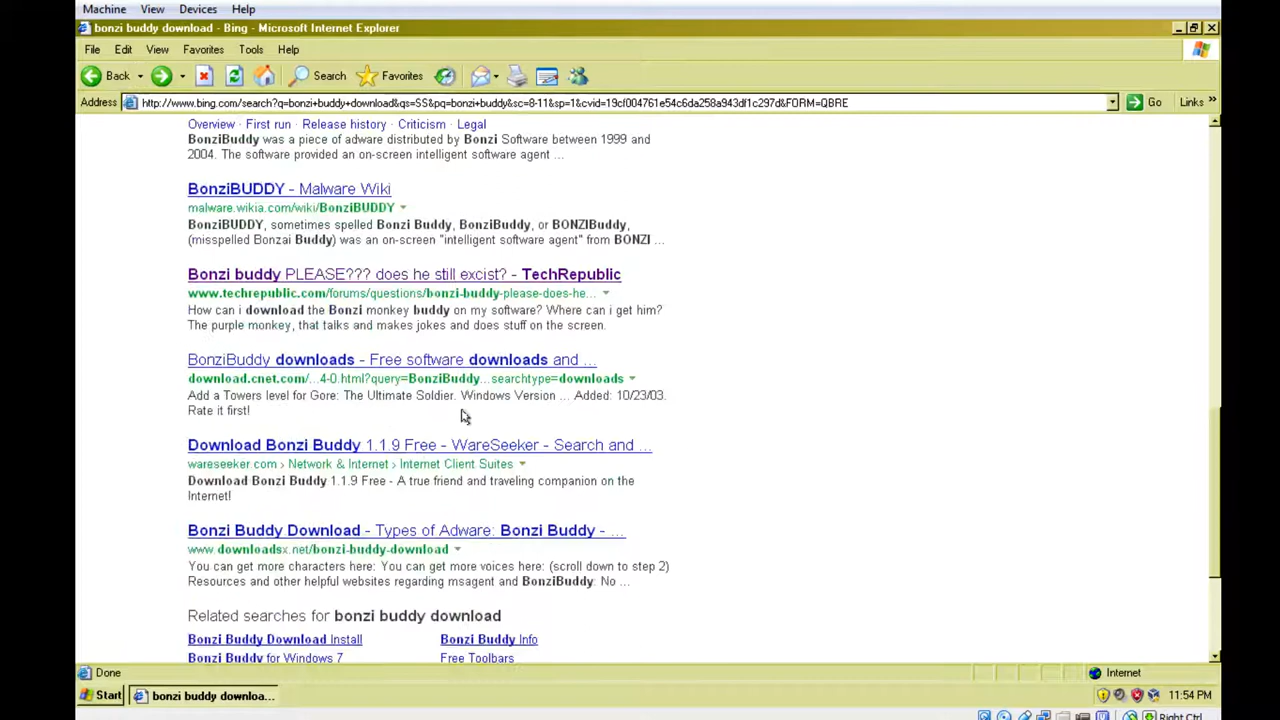 Machine View Devices Help
bonzi buddy download - Bing - Microsoft Internet Explorer
File Edit View Favorites Tools Help
Back Search Favorites
Address http://www.bing.com/search?q=bonzi+buddy+download&qs=SS&pq=bonzi+buddy&sc=8-11&sp=1&cvid=19cf004761e54c6da258a943df1c297d&FORM=QBRE Go Links »
Overview · First run · Release history · Criticism · Legal
BonziBuddy was a piece of adware distributed by Bonzi Software between 1999 and
2004. The software provided an on-screen intelligent software agent ...
BonziBUDDY - Malware Wiki
malware.wikia.com/wiki/BonziBUDDY
BonziBUDDY, sometimes spelled Bonzi Buddy, BonziBuddy, or BONZIBuddy,
(misspelled Bonzai Buddy) was an on-screen "intelligent software agent" from BONZI ...
Bonzi buddy PLEASE??? does he still excist? - TechRepublic
www.techrepublic.com/forums/questions/bonzi-buddy-please-does-he...
How can i download the Bonzi monkey buddy on my software? Where can i get him?
The purple monkey, that talks and makes jokes and does stuff on the screen.
BonziBuddy downloads - Free software downloads and ...
download.cnet.com/...4-0.html?query=BonziBuddy...searchtype=downloads
Add a Towers level for Gore: The Ultimate Soldier. Windows Version ... Added: 10/23/03.
Rate it first!
Download Bonzi Buddy 1.1.9 Free - WareSeeker - Search and ...
wareseeker.com › Network & Internet › Internet Client Suites
Download Bonzi Buddy 1.1.9 Free - A true friend and traveling companion on the
Internet!
Bonzi Buddy Download - Types of Adware: Bonzi Buddy - ...
www.downloadsx.net/bonzi-buddy-download
You can get more characters here: You can get more voices here: (scroll down to step 2)
Resources and other helpful websites regarding msagent and BonziBuddy: No ...
Related searches for bonzi buddy download
Bonzi Buddy Download Install Bonzi Buddy Info
Bonzi Buddy for Windows 7 Free Toolbars
Done Internet
Start bonzi buddy downloa... 11:54 PM
Right Ctrl